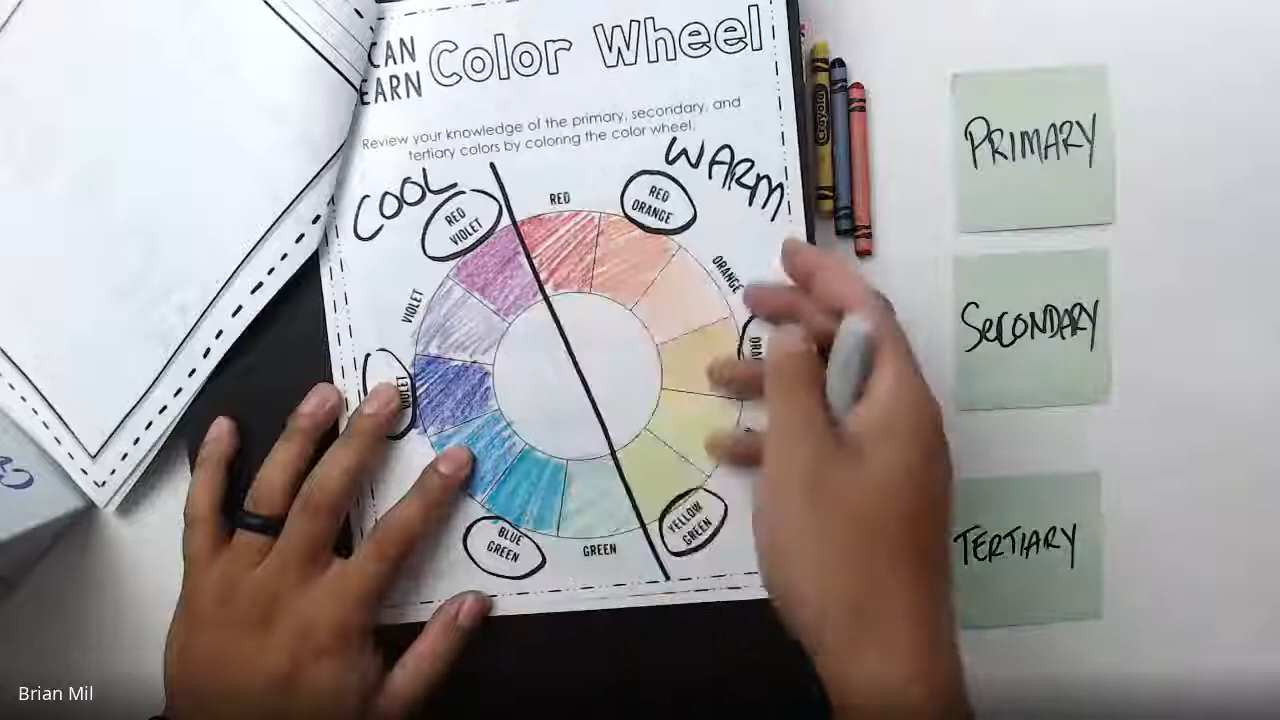 CAN
EARN
Color Wheel
Review your knowledge of the primary, secondary, and
tertiary colors by coloring the color wheel.
COOL
WARM
RED
VIOLET
RED
RED
ORANGE
VIOLET
ORANGE
VIOLET
BLUE
GREEN
GREEN
YELLOW
GREEN
Crayola
PRIMARY
SECONDARY
TERTIARY
Brian Mil